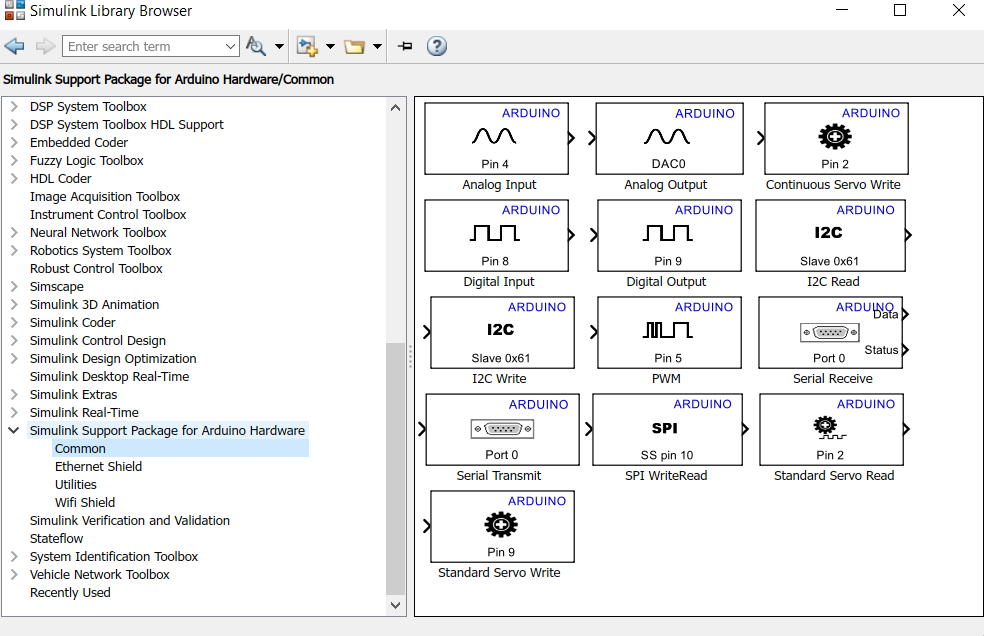 Simulink Library Browser
Enter search term
Simulink Support Package for Arduino Hardware/Common
DSP System Toolbox
DSP System Toolbox HDL Support
Embedded Coder
Fuzzy Logic Toolbox
HDL Coder
Image Acquisition Toolbox
Instrument Control Toolbox
Neural Network Toolbox
Robotics System Toolbox
Robust Control Toolbox
Simscape
Simulink 3D Animation
Simulink Coder
Simulink Control Design
Simulink Design Optimization
Simulink Desktop Real-Time
Simulink Extras
Simulink Real-Time
Simulink Support Package for Arduino Hardware
Common
Ethernet Shield
Utilities
Wifi Shield
Simulink Verification and Validation
Stateflow
System Identification Toolbox
Vehicle Network Toolbox
Recently Used
ARDUINO
Pin 4
Analog Input
ARDUINO
DAC0
Analog Output
ARDUINO
Pin 2
Continuous Servo Write
ARDUINO
Pin 8
Digital Input
ARDUINO
Pin 9
Digital Output
ARDUINO
I2C
Slave 0x61
I2C Read
ARDUINO
I2C
Slave 0x61
I2C Write
ARDUINO
Pin 5
PWM
ARDUINO
Data
Port 0
Status
Serial Receive
ARDUINO
Port 0
Serial Transmit
ARDUINO
SPI
SS pin 10
SPI WriteRead
ARDUINO
Pin 2
Standard Servo Read
ARDUINO
Pin 9
Standard Servo Write